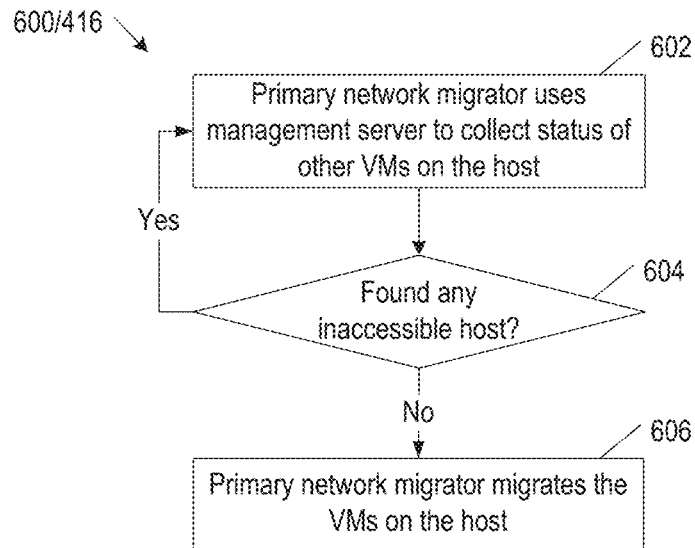 600/416
602
Primary network migrator uses
management server to collect status of
other VMs on the host
Yes
604
Found any
inaccessible host?
No
606
Primary network migrator migrates the
VMs on the host